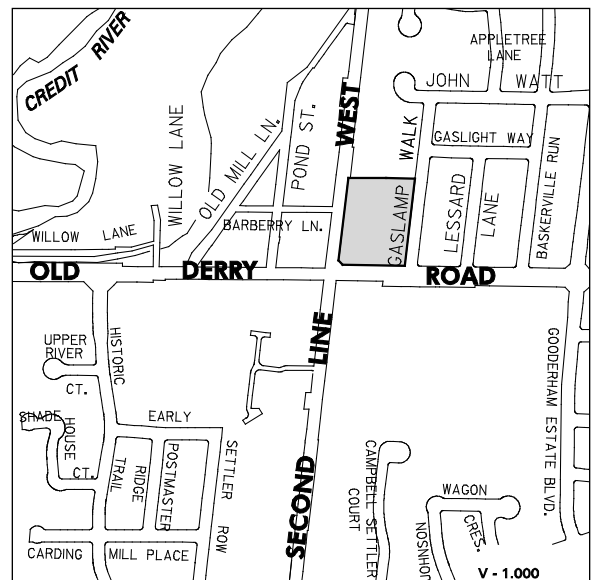 CREDIT RIVER
APPLETREE
LANE
JOHN WATT
WEST
WALK
GASLIGHT WAY
WILLOW LANE
OLD MILL LN.
POND ST.
BASKERVILLE RUN
LESSARD
LANE
GASLAMP
BARBERRY LN.
WILLOW LANE
OLD DERRY ROAD
LINE
UPPER
RIVER
CT.
HISTORIC
GOODERHAM ESTATE BLVD.
SHADE
HOUSE
CT.
EARLY
SETTLER ROW
TRAIL
RIDGE
POSTMASTER
SECOND
CAMPBELL SETTLER
COURT
WAGON
CRES.
JOHNSON
CARDING MILL PLACE
V - 1.000